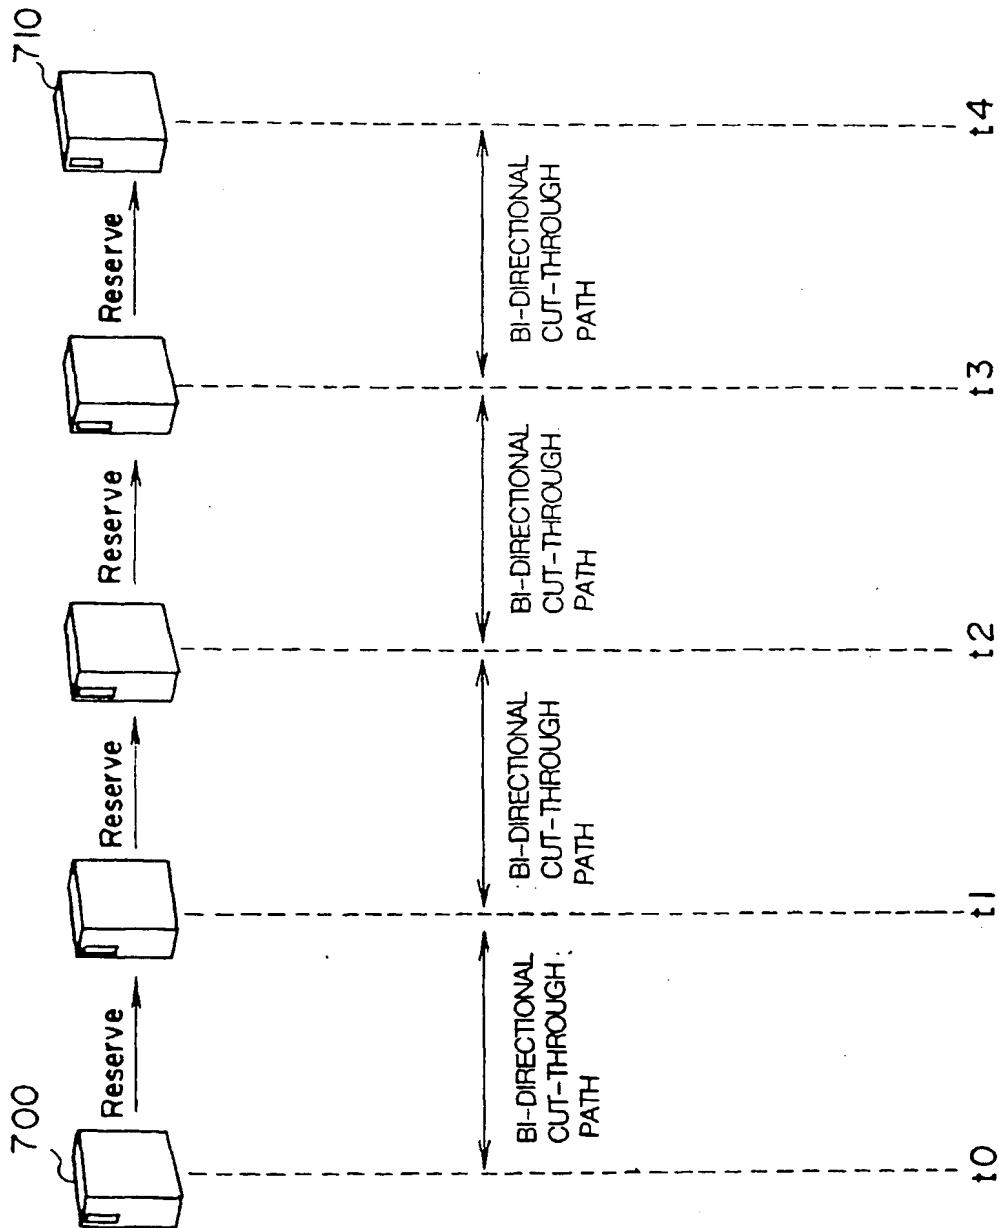 700
710
Reserve
Reserve
Reserve
Reserve
BI-DIRECTIONAL
CUT-THROUGH
PATH
BI-DIRECTIONAL
CUT-THROUGH
PATH
BI-DIRECTIONAL
CUT-THROUGH
PATH
BI-DIRECTIONAL
CUT-THROUGH
PATH
t0
t1
t2
t3
t4